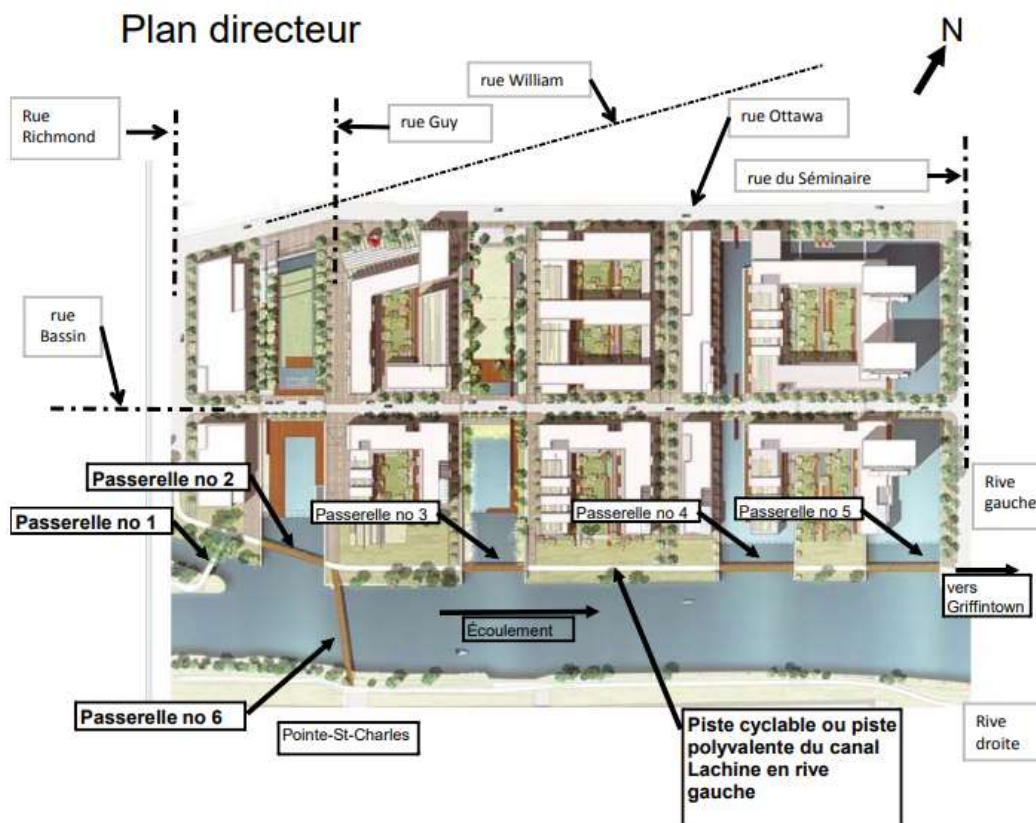 Plan directeur
N
rue William
Rue
Richmond
rue Guy
rue Ottawa
rue du Séminaire
rue
Bassin
Passerelle no 2
Passerelle no 1
Passerelle no 3
Passerelle no 4
Passerelle no 5
Rive
gauche
vers
Griffintown
Écoulement
Passerelle no 6
Pointe-St-Charles
Piste cyclable ou piste
polyvalente du canal
Lachine en rive
gauche
Rive
droite